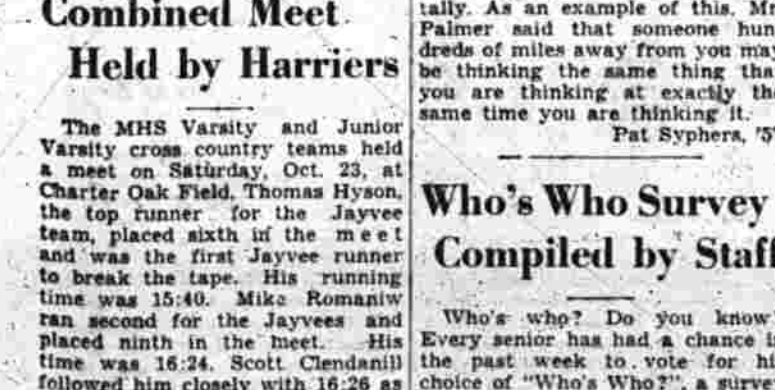 Combined Meet
Held by Harriers
The MHS Varsity and Junior
Varsity cross country teams held
a meet on Saturday, Oct. 23, at
Charter Oak Field. Thomas Hyson,
the top runner for the Jayvee
team, placed sixth in the meet
and was the first Jayvee runner
to break the tape. His running
time was 15:40. Mike Romaniw
ran second for the Jayvees and
placed ninth in the meet. His
time was 16:24. Scott Clendanill
followed him closely with 16:26 as
tally. As an example of this, Mr
Palmer said that someone hun
dreds of miles away from you may
be thinking the same thing tha
you are thinking at exactly the
same time you are thinking it.
Pat Syphers, '5
Who's Who Survey
Compiled by Staff
Who's who? Do you know
Every senior has had a chance i
the past week to vote for hi
choice of "Who's Who?". surve